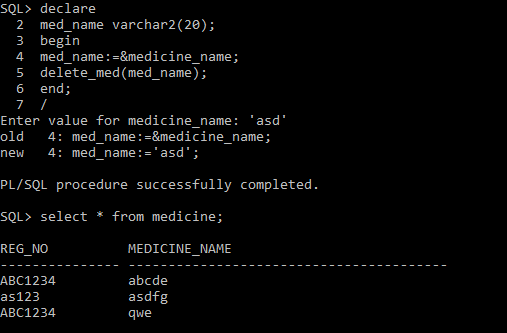 SQL> declare
  2  med_name varchar2(20);
  3  begin
  4  med_name:=&medicine_name;
  5  delete_med(med_name);
  6  end;
  7  /
Enter value for medicine_name: 'asd'
old   4: med_name:=&medicine_name;
new   4: med_name:='asd';
PL/SQL procedure successfully completed.
SQL> select * from medicine;
REG_NO          MEDICINE_NAME
--------------- ----------------------------------------
ABC1234         abcde
as123           asdfg
ABC1234         qwe